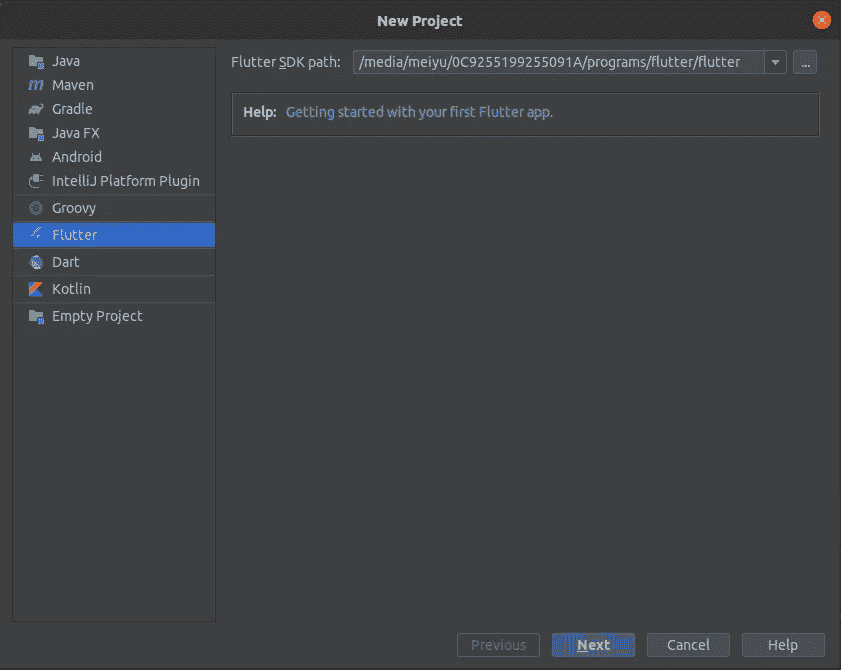 New Project
Java
Maven
Gradle
Java FX
Android
IntelliJ Platform Plugin
Groovy
Flutter
Dart
Kotlin
Empty Project
Flutter SDK path: /media/meiyu/0C9255199255091A/programs/flutter/flutter ...
Help: Getting started with your first Flutter app.
Previous Next Cancel Help